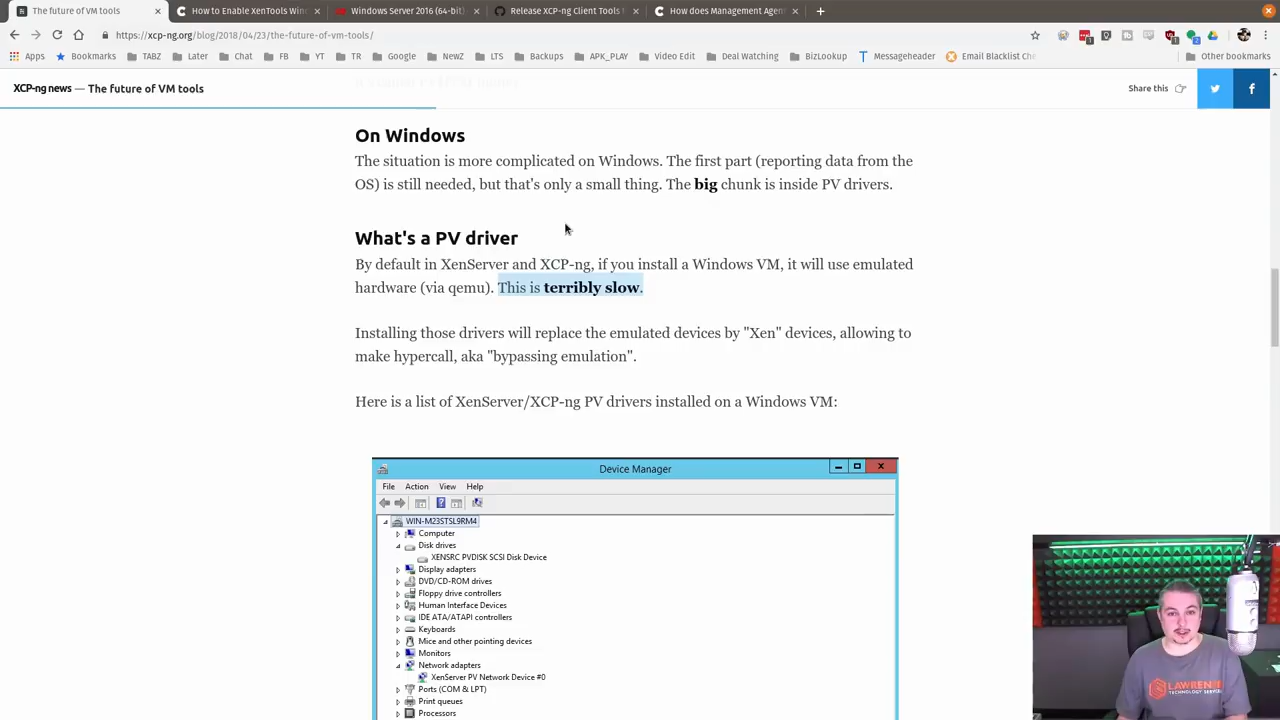 The future of VM tools
How to Enable XenTools Win
Windows Server 2016 (64-bit)
Release XCP-ng Client Tools
How does Management Agen
https://xcp-ng.org/blog/2018/04/23/the-future-of-vm-tools/
Apps
Bookmarks
TABZ
Later
Chat
FB
YT
TR
Google
NewZ
LTS
Backups
APK_PLAY
Video Edit
Deal Watching
BizLookup
Messageheader
Email Blacklist Che
Other bookmarks
XCP-ng news — The future of VM tools
Share this
On Windows
The situation is more complicated on Windows. The first part (reporting data from the
OS) is still needed, but that's only a small thing. The big chunk is inside PV drivers.
What's a PV driver
By default in XenServer and XCP-ng, if you install a Windows VM, it will use emulated
hardware (via qemu). This is terribly slow.
Installing those drivers will replace the emulated devices by "Xen" devices, allowing to
make hypercall, aka "bypassing emulation".
Here is a list of XenServer/XCP-ng PV drivers installed on a Windows VM:
Device Manager
File Action View Help
WIN-M23STSL9RM4
Computer
Disk drives
XENSRC PVDISK SCSI Disk Device
Display adapters
DVD/CD-ROM drives
Floppy drive controllers
Human Interface Devices
IDE ATA/ATAPI controllers
Keyboards
Mice and other pointing devices
Monitors
Network adapters
XenServer PV Network Device #0
Ports (COM & LPT)
Print queues
Processors
LAWRENCE
TECHNOLOGY SERVICES